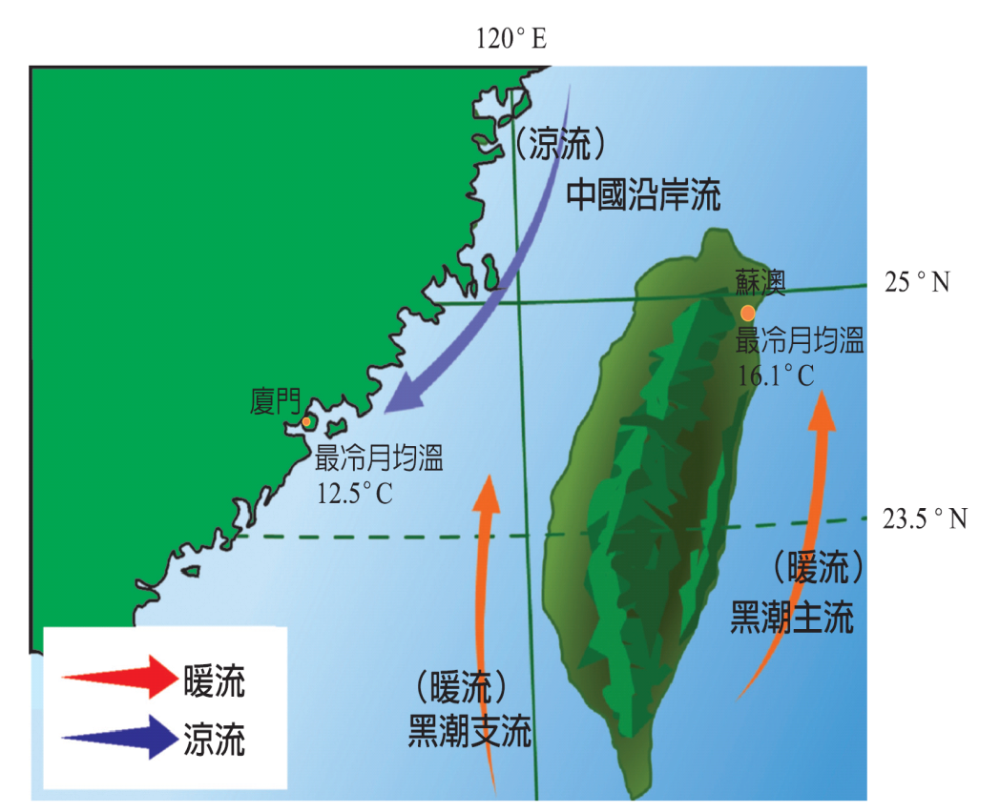 120° E
（涼流）
中國沿岸流
蘇澳
25 ° N
最冷月均溫
16.1° C
廈門
最冷月均溫
12.5° C
23.5 ° N
（暖流）
黑潮主流
（暖流）
黑潮支流
暖流
涼流